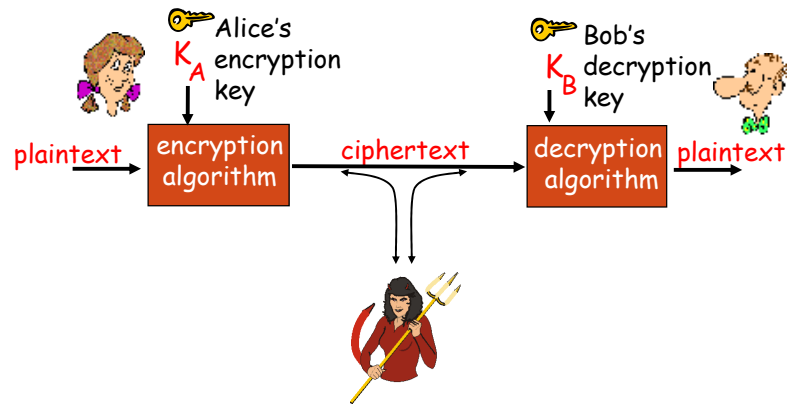 Alice's
encryption
key
K
A
Bob's
decryption
key
K
B
plaintext
encryption
algorithm
ciphertext
decryption
algorithm
plaintext